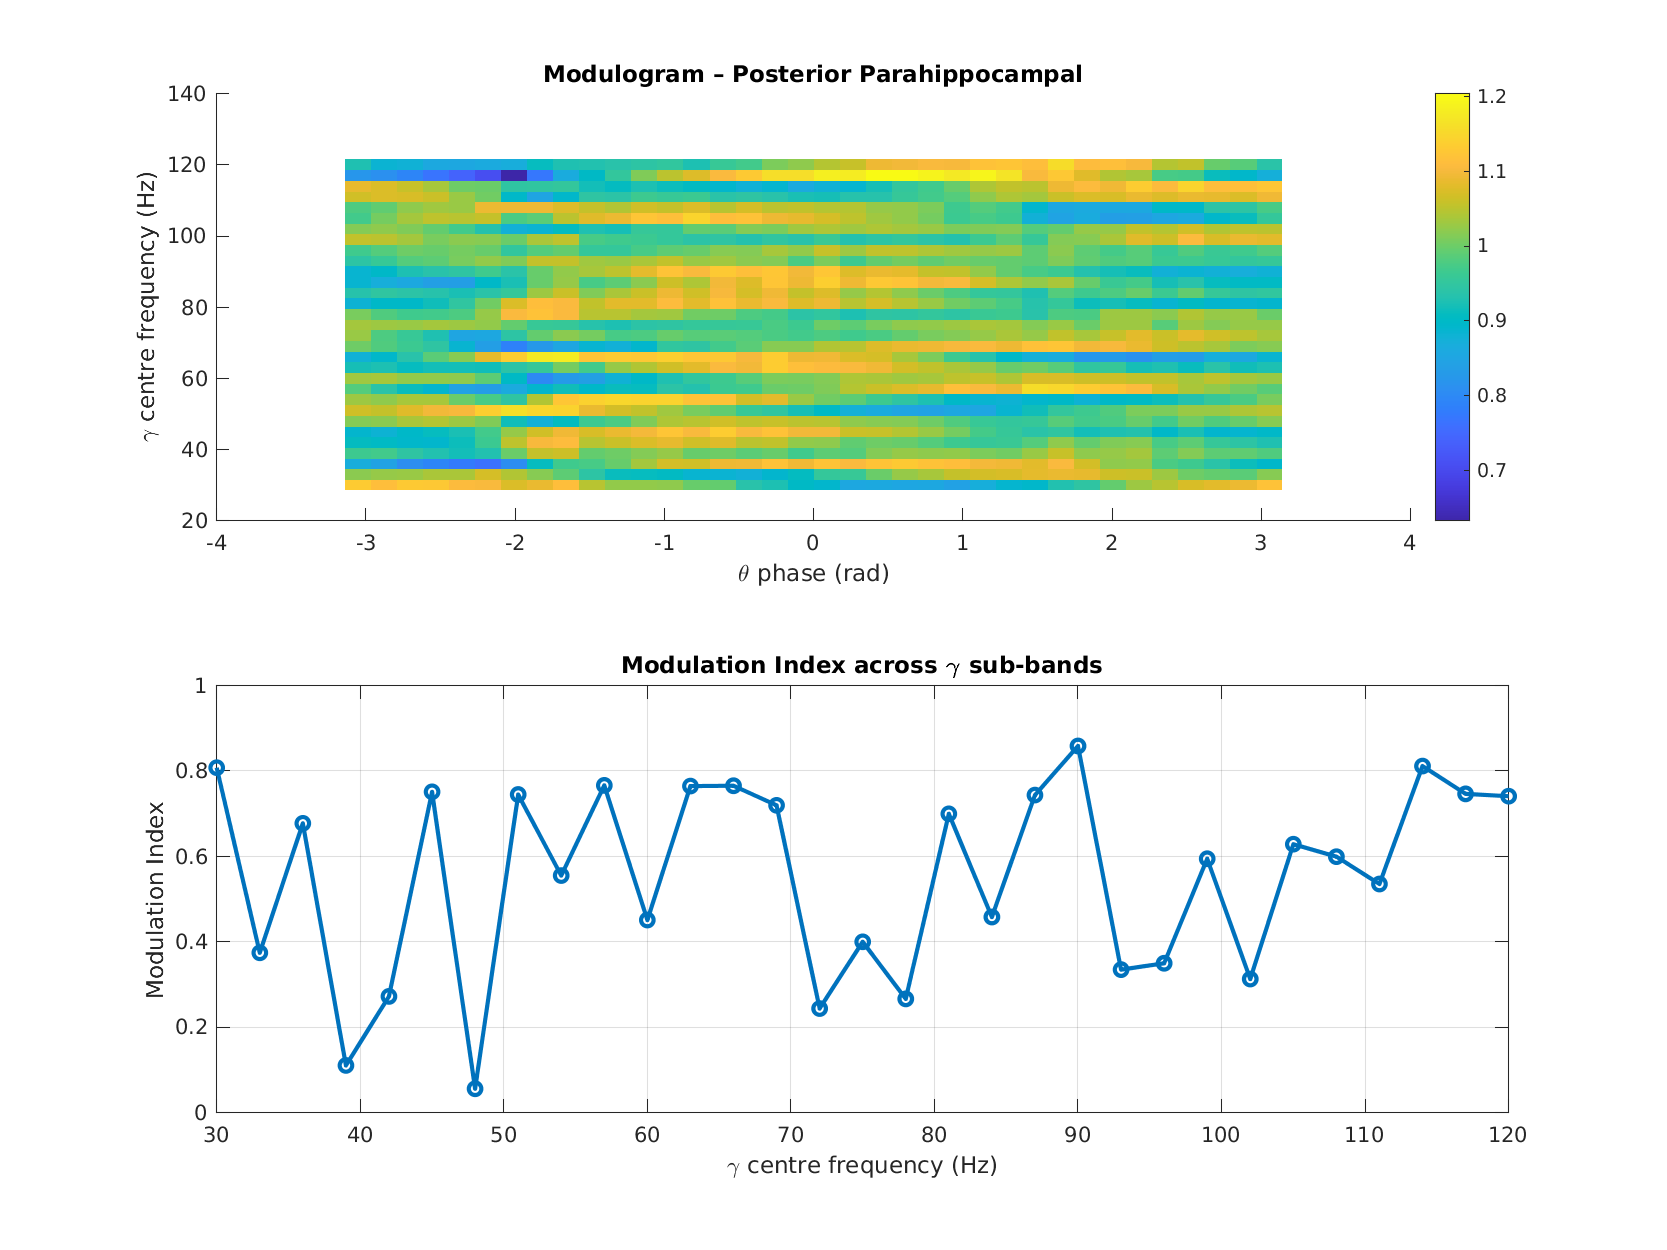 Modulogram – Posterior Parahippocampal
γ centre frequency (Hz)
140
120
100
80
60
40
20
-4 -3 -2 -1 0 1 2 3 4
θ phase (rad)
1.2
1.1
1
0.9
0.8
0.7
Modulation Index across γ sub-bands
Modulation Index
1
0.8
0.6
0.4
0.2
0
30 40 50 60 70 80 90 100 110 120
γ centre frequency (Hz)